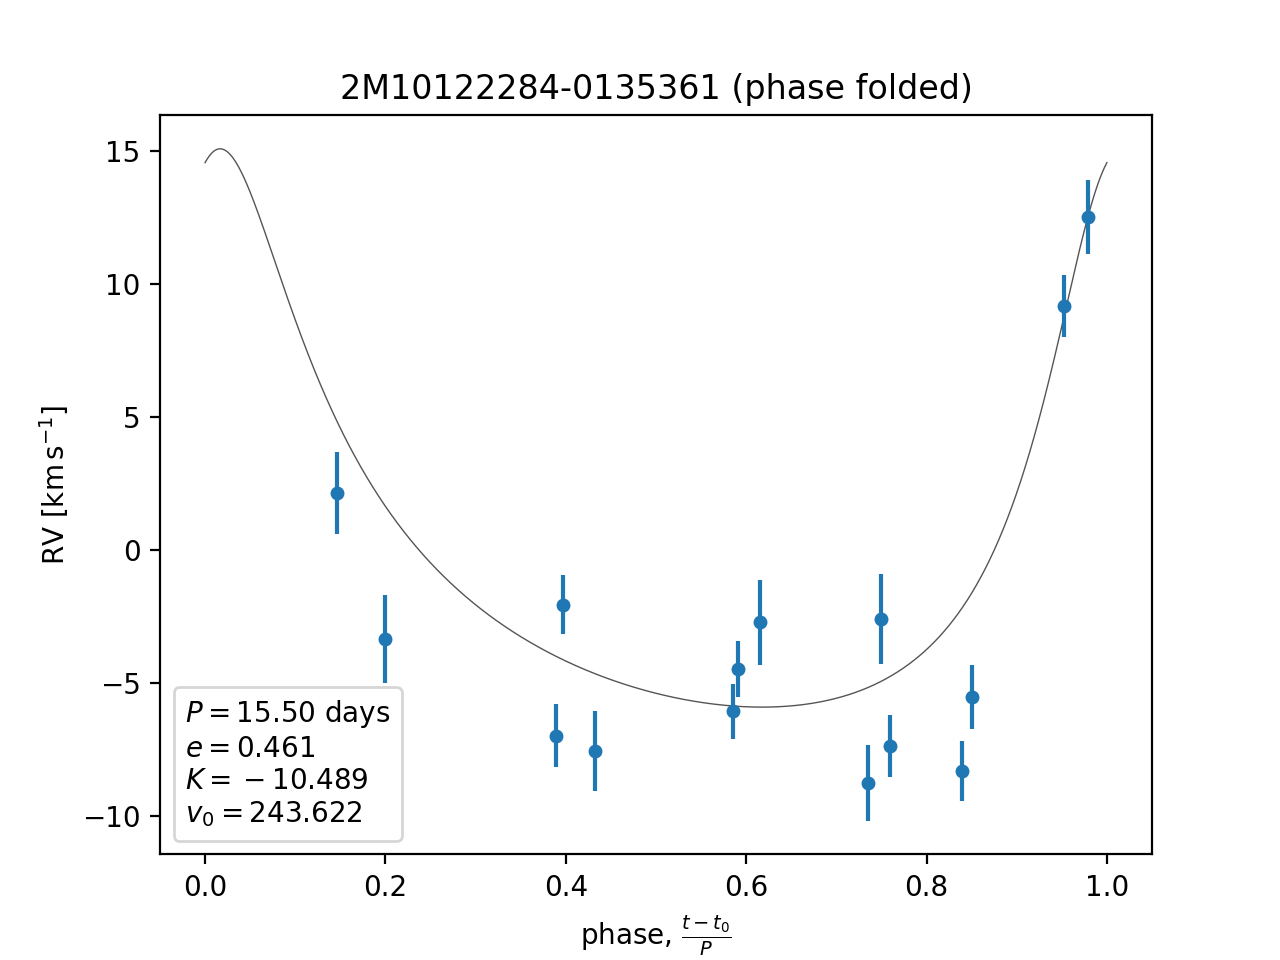 2M10122284-0135361 (phase folded)
15
10
5
0
−5
−10
RV [km s⁻¹]
P = 15.50 days
e = 0.461
K = −10.489
v₀ = 243.622
0.0 0.2 0.4 0.6 0.8 1.0
phase, (t − t₀)/P